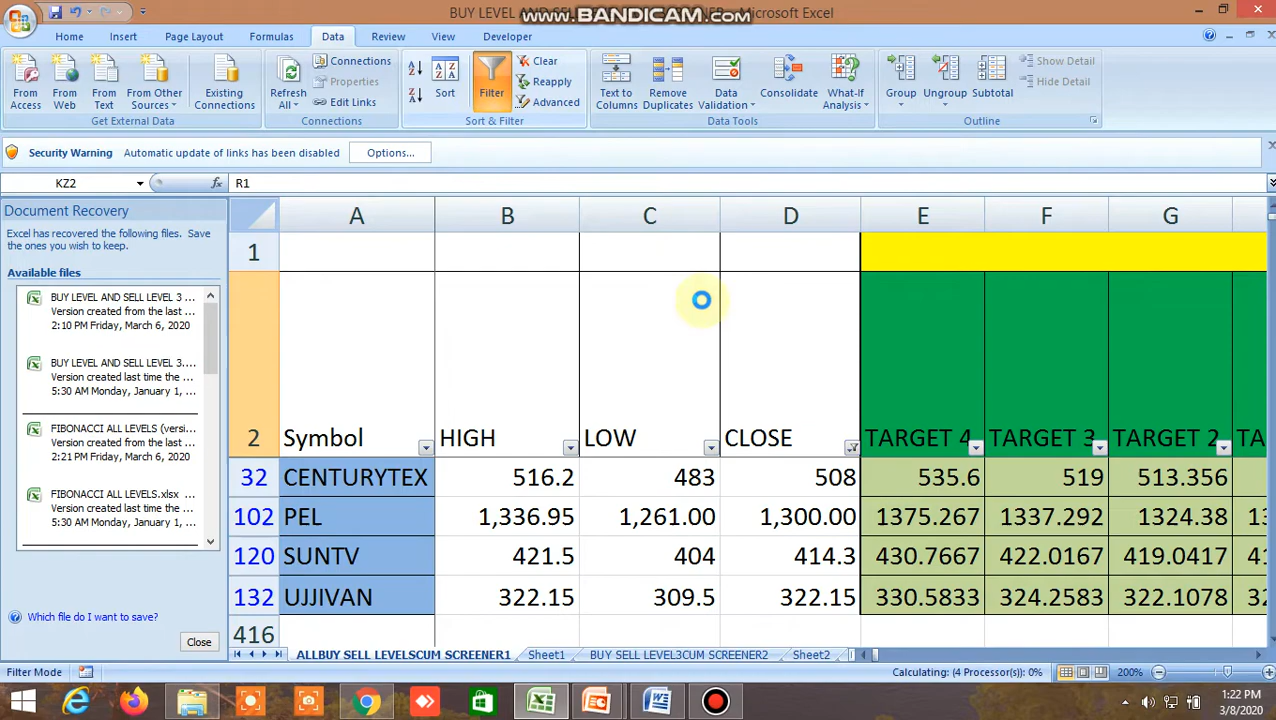 BUY LEVEL AND SE
www.BANDICAM.com
Microsoft Excel
Home Insert Page Layout Formulas Data Review View Developer
From Access
From Web
From Text
From Other Sources
Existing Connections
Get External Data
Refresh All
Connections
Properties
Edit Links
Connections
Sort
Filter
Clear
Reapply
Advanced
Sort & Filter
Text to Columns
Remove Duplicates
Data Validation
Consolidate
What-If Analysis
Data Tools
Group
Ungroup
Subtotal
Show Detail
Hide Detail
Outline
Security Warning Automatic update of links has been disabled Options...
KZ2 fx R1
Document Recovery
Excel has recovered the following files. Save
the ones you wish to keep.
Available files
BUY LEVEL AND SELL LEVEL 3 ...
Version created from the last ...
2:10 PM Friday, March 6, 2020
BUY LEVEL AND SELL LEVEL 3....
Version created last time the ...
5:30 AM Monday, January 1, ...
FIBONACCI ALL LEVELS (versi...
Version created from the last ...
2:21 PM Friday, March 6, 2020
FIBONACCI ALL LEVELS.xlsx ...
Version created last time the ...
5:30 AM Monday, January 1, ...
Which file do I want to save?
Close
A B C D E F G
1
2 Symbol HIGH LOW CLOSE TARGET 4 TARGET 3 TARGET 2 TA
32 CENTURYTEX 516.2 483 508 535.6 519 513.356
102 PEL 1,336.95 1,261.00 1,300.00 1375.267 1337.292 1324.38 13
120 SUNTV 421.5 404 414.3 430.7667 422.0167 419.0417 41
132 UJJIVAN 322.15 309.5 322.15 330.5833 324.2583 322.1078 32
416
ALLBUY SELL LEVELSCUM SCREENER1 Sheet1 BUY SELL LEVEL3CUM SCREENER2 Sheet2
Filter Mode Calculating: (4 Processor(s)): 0% 200%
1:22 PM
3/8/2020